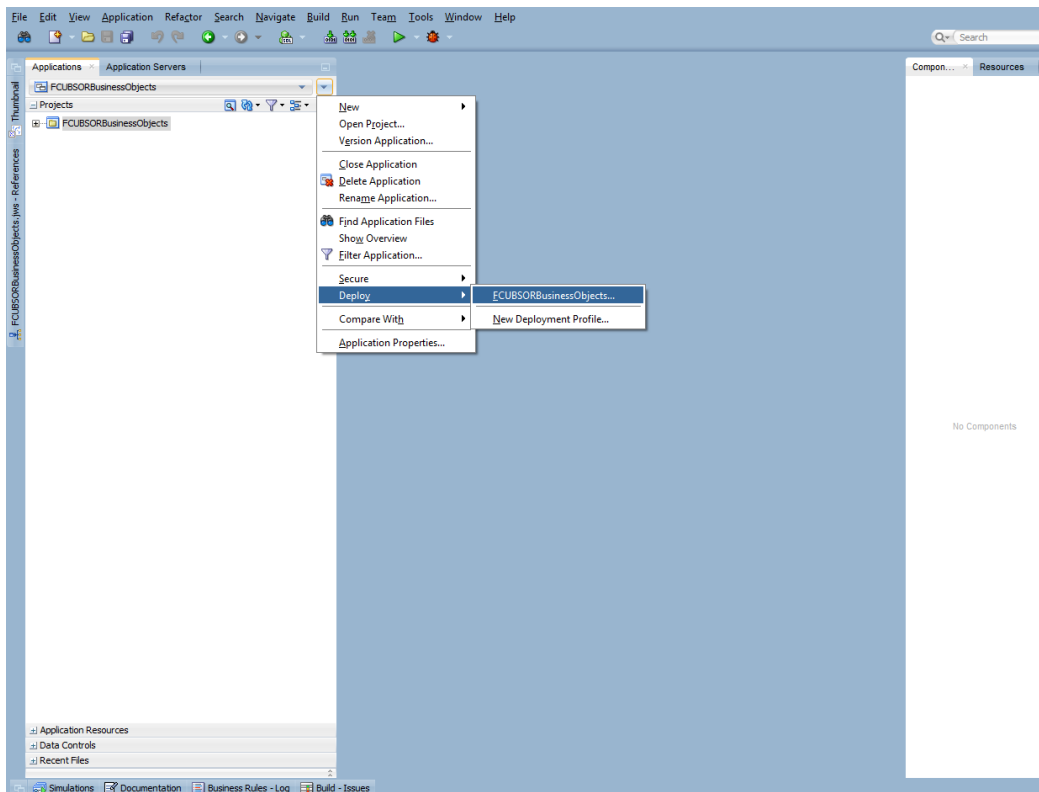 File Edit View Application Refactor Search Navigate Build Run Team Tools Window Help
Search
Applications
Application Servers
Compon...
Resources
Thumbnail
FCUBSORBusinessObjects.jws - References
FCUBSORBusinessObjects
Projects
FCUBSORBusinessObjects
New
Open Project...
Version Application...
Close Application
Delete Application
Rename Application...
Find Application Files
Show Overview
Filter Application...
Secure
Deploy
FCUBSORBusinessObjects...
Compare With
New Deployment Profile...
Application Properties...
No Components
Application Resources
Data Controls
Recent Files
Simulations Documentation Business Rules - Log Build - Issues